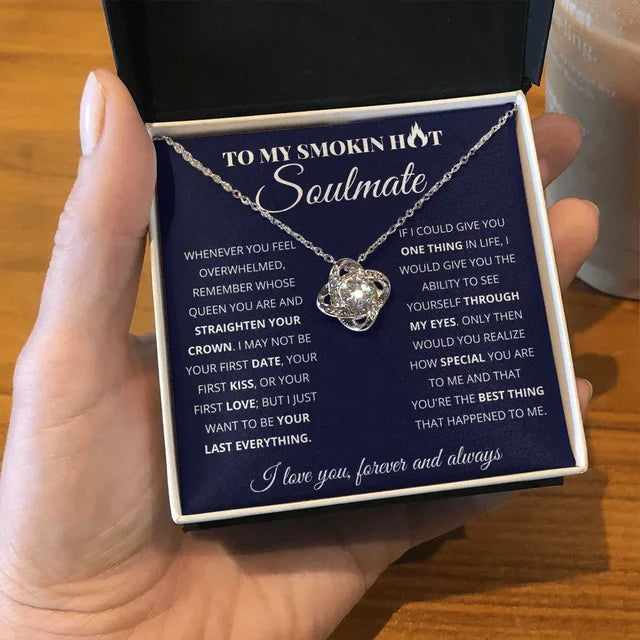 TO MY SMOKIN HOT
Soulmate
WHENEVER YOU FEEL
OVERWHELMED,
REMEMBER WHOSE
QUEEN YOU ARE AND
STRAIGHTEN YOUR
CROWN. I MAY NOT BE
YOUR FIRST DATE, YOUR
FIRST KISS, OR YOUR
FIRST LOVE; BUT I JUST
WANT TO BE YOUR
LAST EVERYTHING.
IF I COULD GIVE YOU
ONE THING IN LIFE, I
WOULD GIVE YOU THE
ABILITY TO SEE
YOURSELF THROUGH
MY EYES. ONLY THEN
WOULD YOU REALIZE
HOW SPECIAL YOU ARE
TO ME AND THAT
YOU'RE THE BEST THING
THAT HAPPENED TO ME.
I love you, forever and always